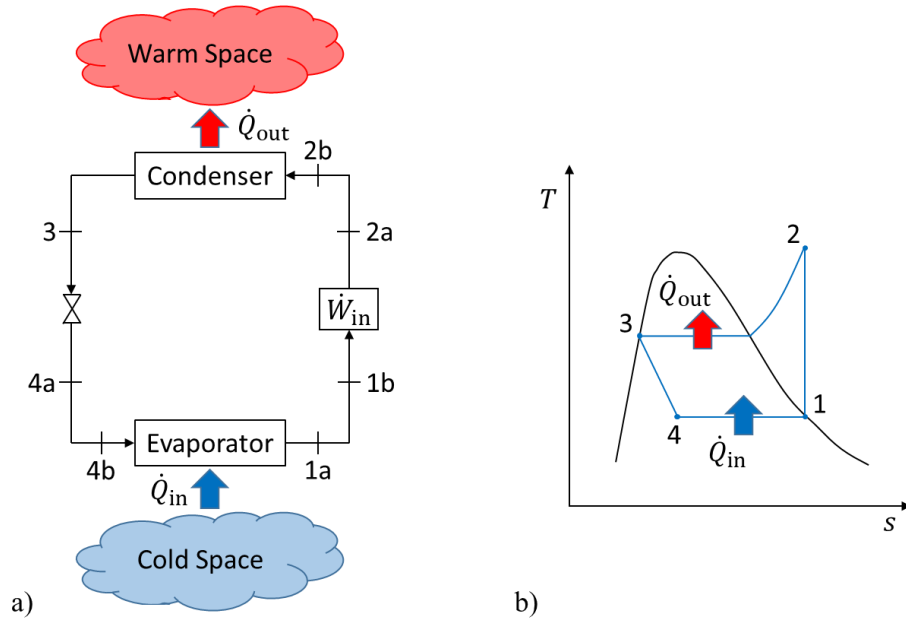 Warm Space
Q̇out
2b
Condenser
3
2a
Ẇin
4a
1b
Evaporator
4b
1a
Q̇in
Cold Space
a)
T
2
Q̇out
3
1
4
Q̇in
s
b)